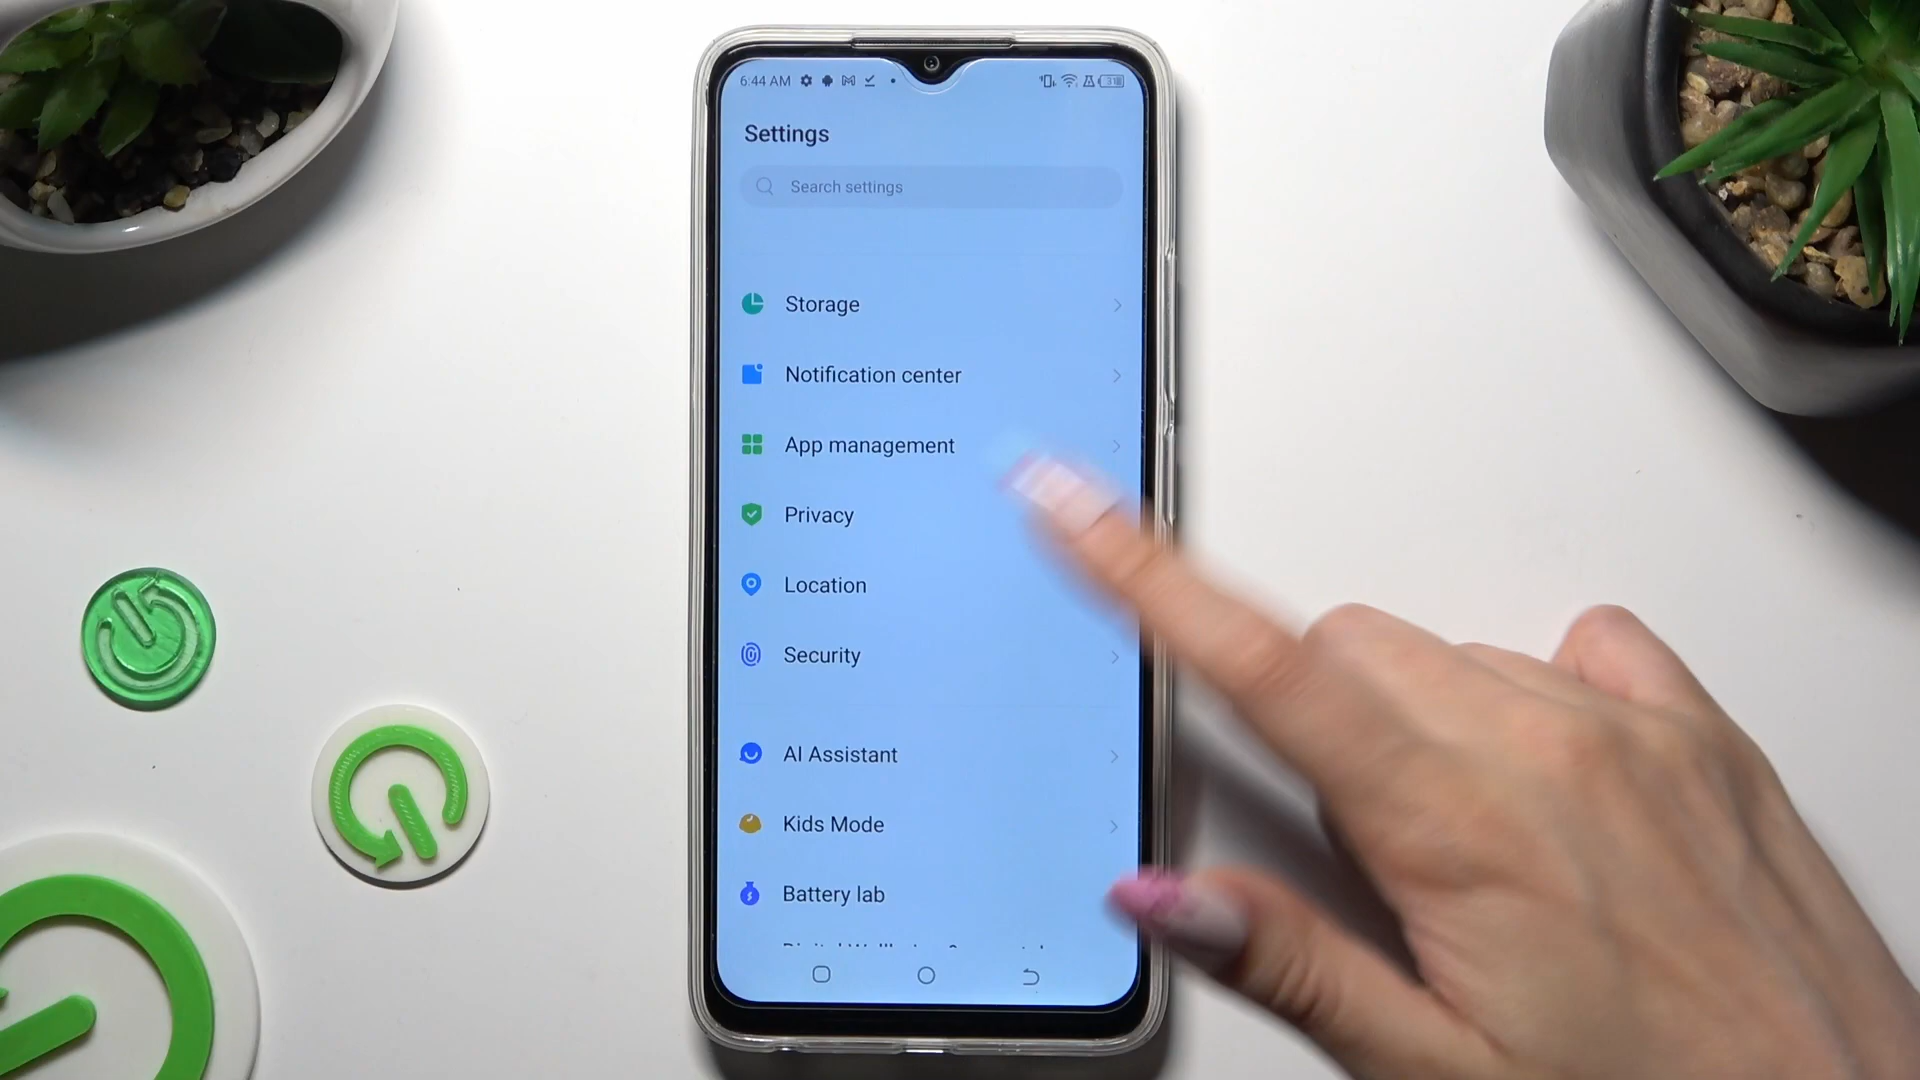 6:44 AM
Settings
Search settings
Storage
Notification center
App management
Privacy
Location
Security
AI Assistant
Kids Mode
Battery lab